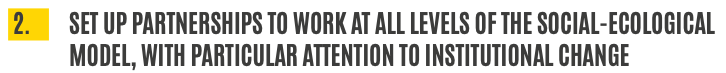 2. SET UP PARTNERSHIPS TO WORK AT ALL LEVELS OF THE SOCIAL-ECOLOGICAL
MODEL, WITH PARTICULAR ATTENTION TO INSTITUTIONAL CHANGE